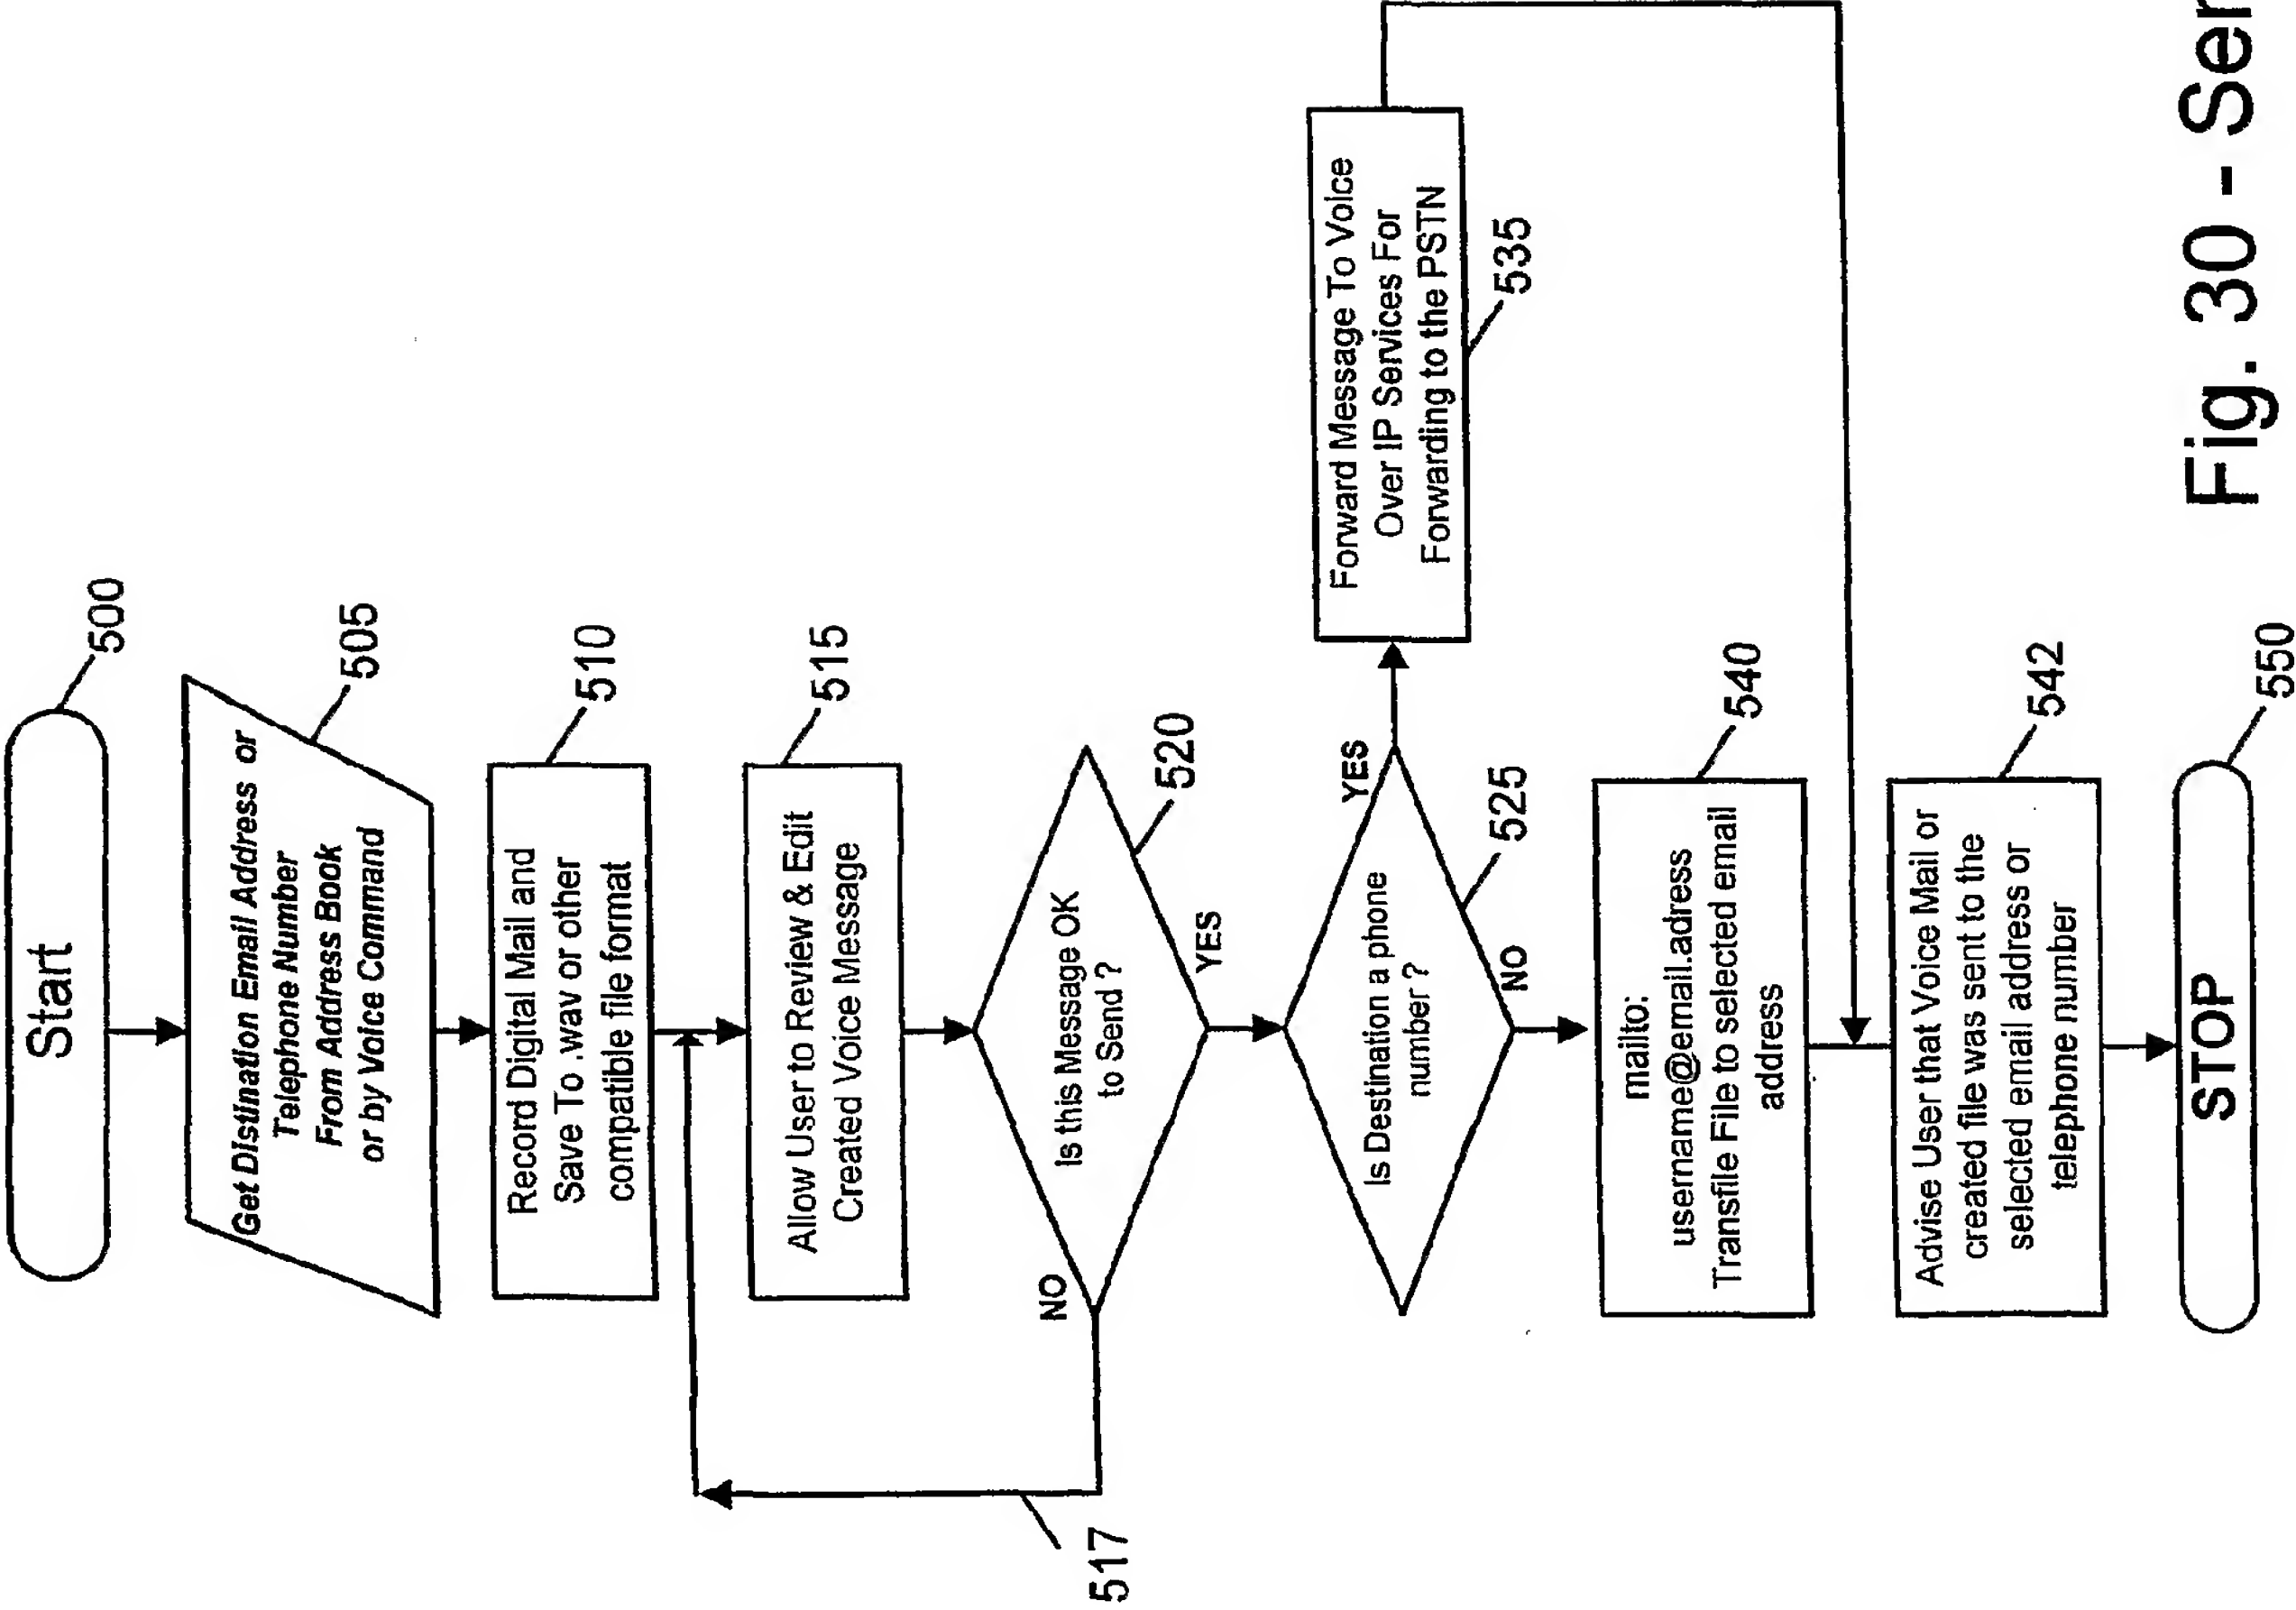 Start
500
Get DIstination Email Address or
Telephone Number
From Address Book
or by Voice Command
505
Record Digital Mail and
Save To .wav or other
compatible file format
510
Allow User to Review & Edit
Created Voice Message
515
517
Is this Message OK
to Send ?
520
NO
YES
Is Destination a phone
number ?
525
YES
NO
Forward Message To Voice
Over IP Services For
Forwarding to the PSTN
535
mailto:
username@email.adress
Transfile File to selected email
address
540
Advise User that Voice Mail or
created file was sent to the
selected email address or
telephone number
542
STOP
550
Fig. 30 - Ser